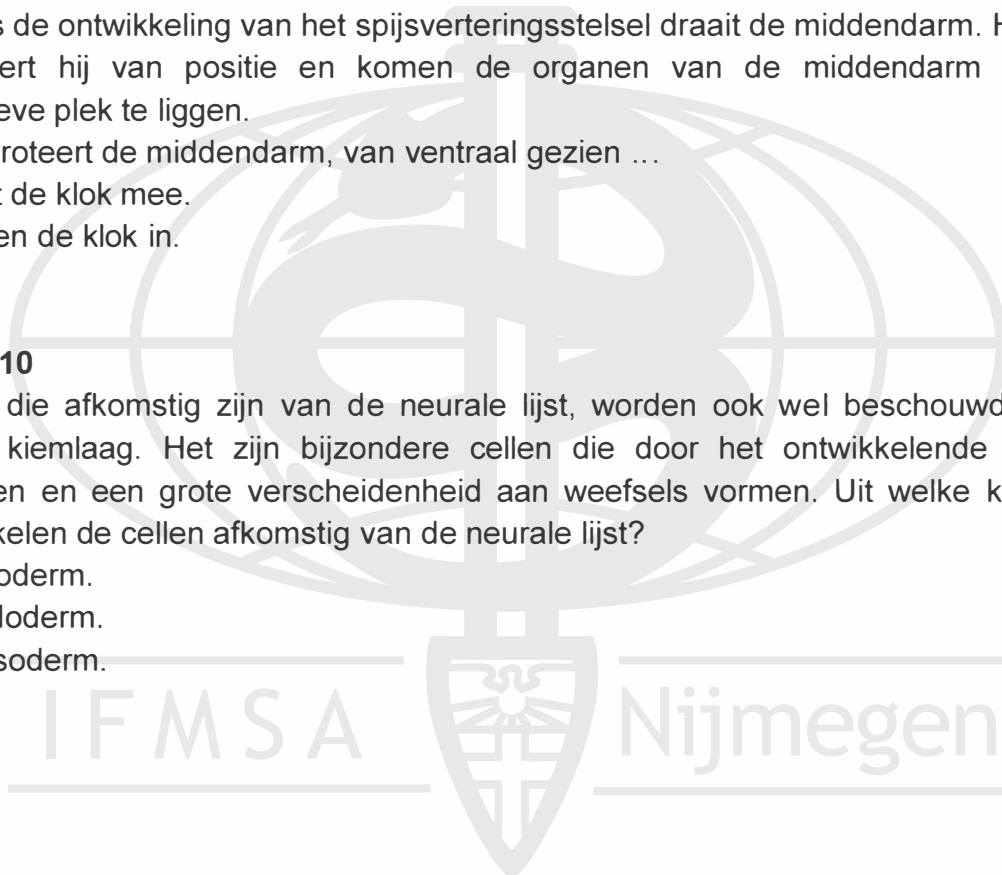 s de ontwikkeling van het spijsverteringsstelsel draait de middendarm. H
ert hij van positie en komen de organen van de middendarm
eve plek te liggen.
roteert de middendarm, van ventraal gezien ...
t de klok mee.
en de klok in.
10
die afkomstig zijn van de neurale lijst, worden ook wel beschouwd
kiemlaag. Het zijn bijzondere cellen die door het ontwikkelende
en en een grote verscheidenheid aan weefsels vormen. Uit welke k
kelen de cellen afkomstig van de neurale lijst?
oderm.
doderm.
soderm.
IFMSA Nijmegen